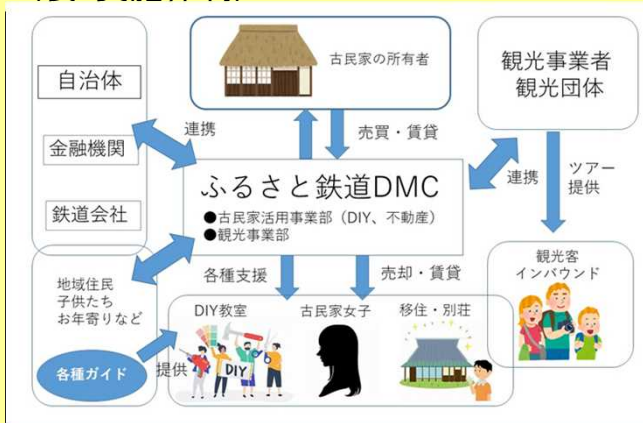 自治体
金融機関
鉄道会社
古民家の所有者
観光事業者
観光団体
連携
売買・賃貸
連携
ツアー
提供
ふるさと鉄道DMC
●古民家活用事業部（DIY、不動産）
●観光事業部
地域住民
子供たち
お年寄りなど
各種ガイド
提供
各種支援
売却・賃貸
DIY教室
古民家女子
移住・別荘
DIY
観光客
インバウンド